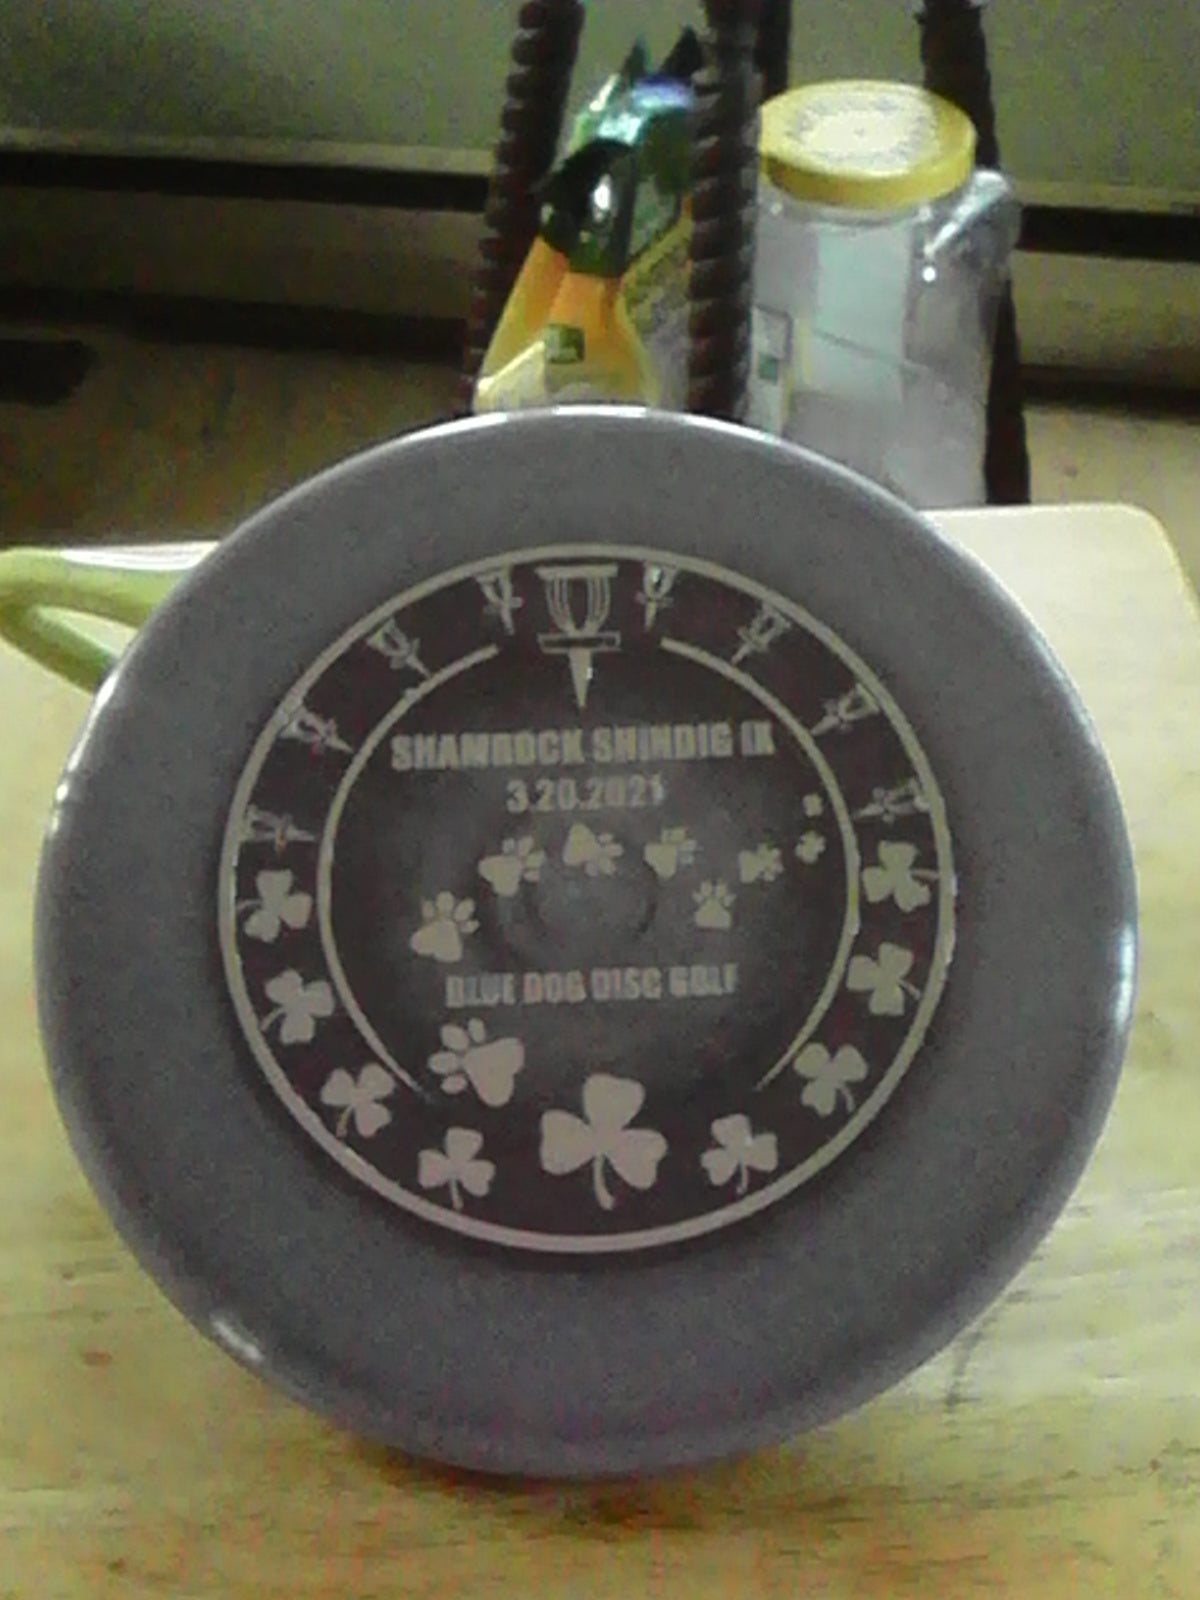 SHAMROCK SHINDIG IX
3.20.2021
BLUE DOG DISC GOLF